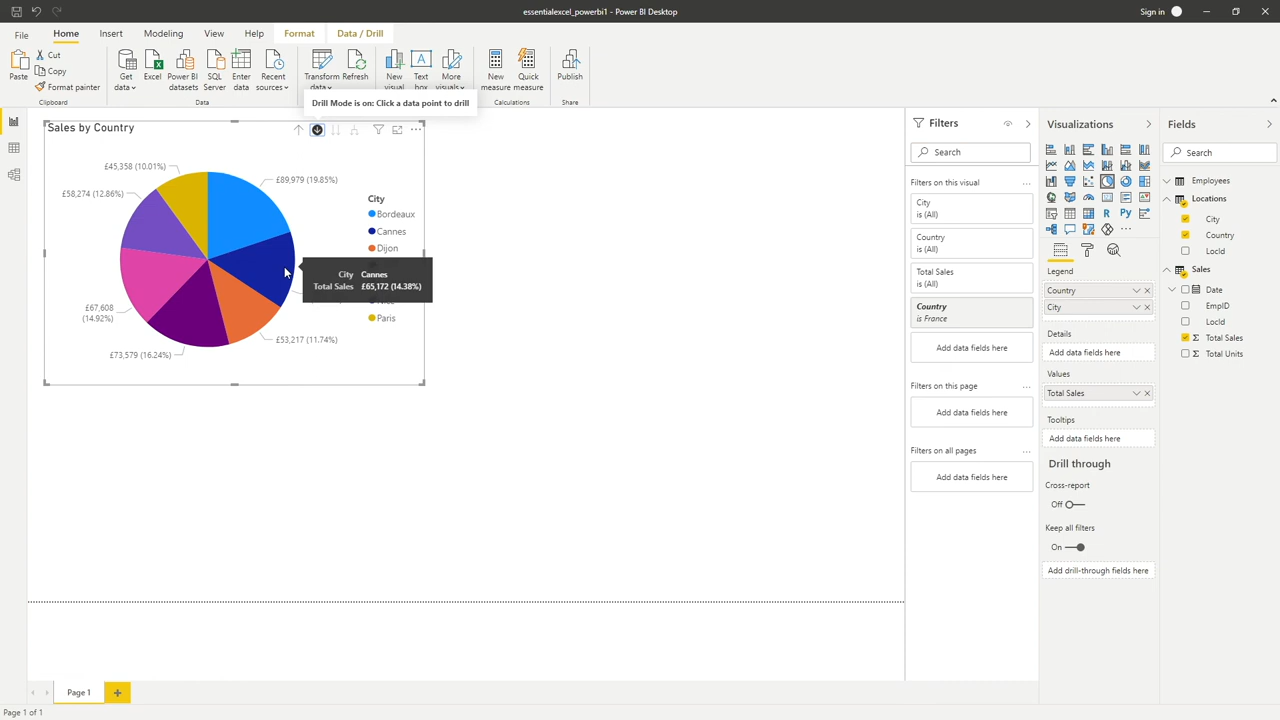 essentialexcel_powerbi1 - Power BI Desktop
Sign in
File
Home
Insert
Modeling
View
Help
Format
Data / Drill
Paste
Cut
Copy
Format painter
Clipboard
Get
data
Excel
Power BI
datasets
SQL
Server
Enter
data
Recent
sources
Data
Transform
data
Refresh
New
visual
Text
box
More
visuals
New
measure
Quick
measure
Calculations
Publish
Share
Drill Mode is on: Click a data point to drill
Sales by Country
£45,358 (10.01%)
£89,979 (19.85%)
£58,274 (12.86%)
£67,608
(14.92%)
£73,579 (16.24%)
£53,217 (11.74%)
City
Bordeaux
Cannes
Dijon
Paris
City Cannes
Total Sales £65,172 (14.38%)
Filters
Search
Filters on this visual
City
is (All)
Country
is (All)
Total Sales
is (All)
Country
is France
Add data fields here
Filters on this page
Add data fields here
Filters on all pages
Add data fields here
Visualizations
R
Py
Legend
Country
City
Details
Add data fields here
Values
Total Sales
Tooltips
Add data fields here
Drill through
Cross-report
Off
Keep all filters
On
Add drill-through fields here
Fields
Search
Employees
Locations
City
Country
LocId
Sales
Date
EmpID
LocId
Σ Total Sales
Σ Total Units
Page 1
Page 1 of 1